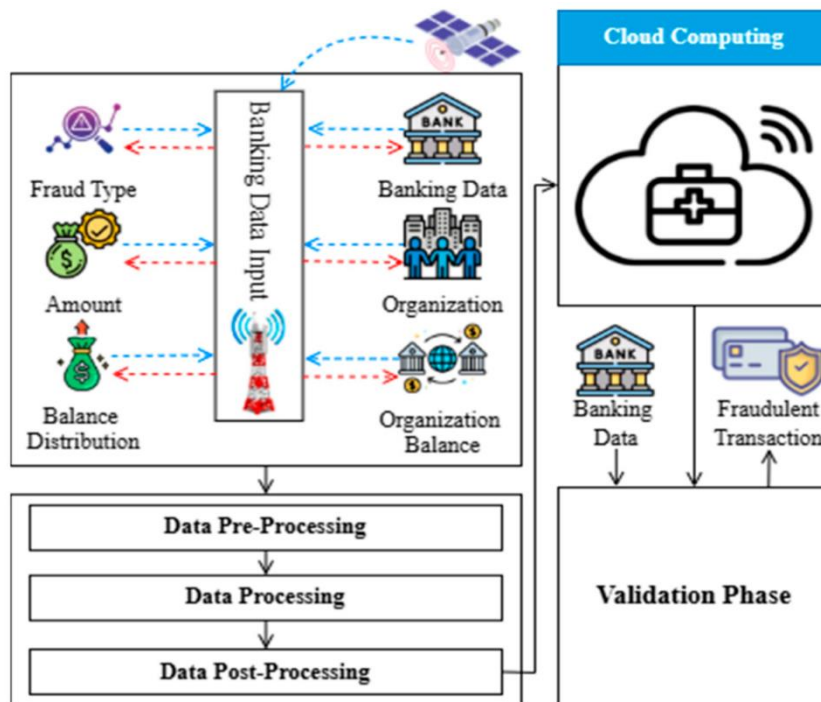 Cloud Computing
Banking Data Input
Fraud Type
BANK
Banking Data
$
Amount
Organization
$
Balance
Distribution
$
$
Organization
Balance
BANK
Banking
Data
Fraudulent
Transaction
Data Pre-Processing
Data Processing
Data Post-Processing
Validation Phase